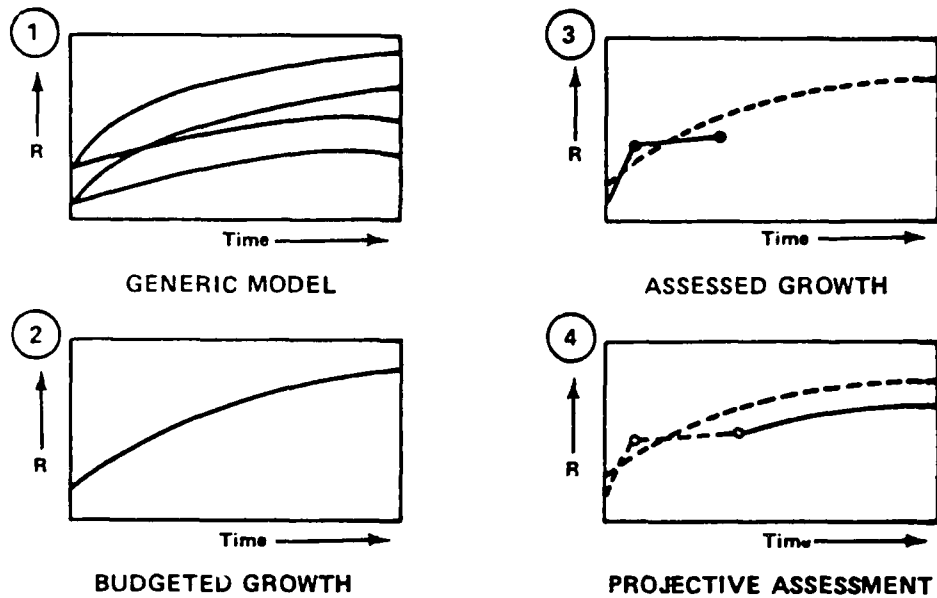 1
R
Time
GENERIC MODEL
2
R
Time
BUDGETED GROWTH
3
R
Time
ASSESSED GROWTH
4
R
Time
PROJECTIVE ASSESSMENT